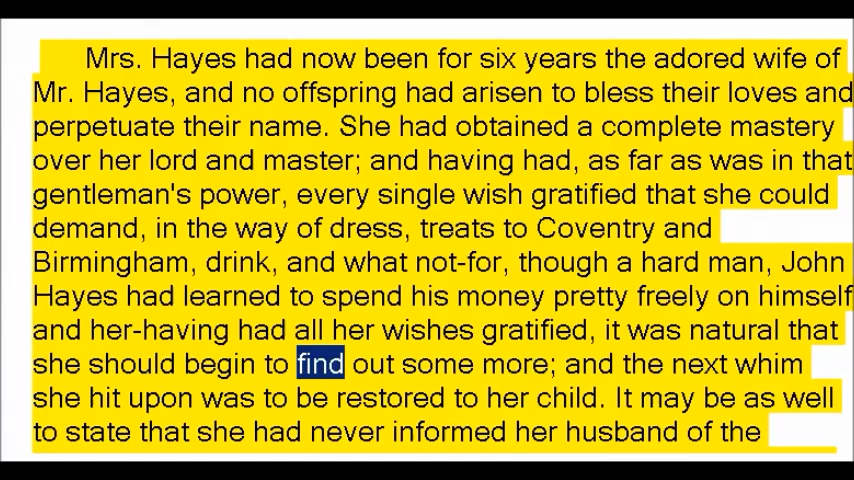 Mrs. Hayes had now been for six years the adored wife of
Mr. Hayes, and no offspring had arisen to bless their loves and
perpetuate their name. She had obtained a complete mastery
over her lord and master; and having had, as far as was in that
gentleman's power, every single wish gratified that she could
demand, in the way of dress, treats to Coventry and
Birmingham, drink, and what not-for, though a hard man, John
Hayes had learned to spend his money pretty freely on himself
and her-having had all her wishes gratified, it was natural that
she should begin to find out some more; and the next whim
she hit upon was to be restored to her child. It may be as well
to state that she had never informed her husband of the